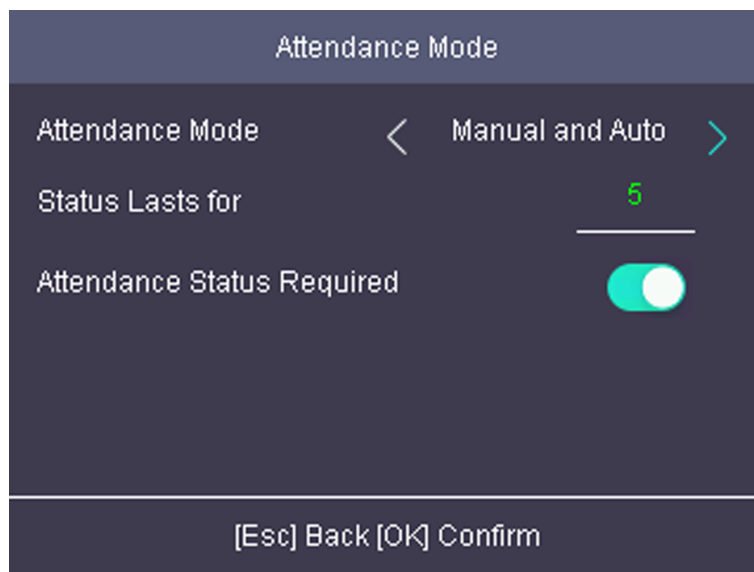 Attendance Mode
Attendance Mode < Manual and Auto >
Status Lasts for 5
Attendance Status Required
[Esc] Back [OK] Confirm